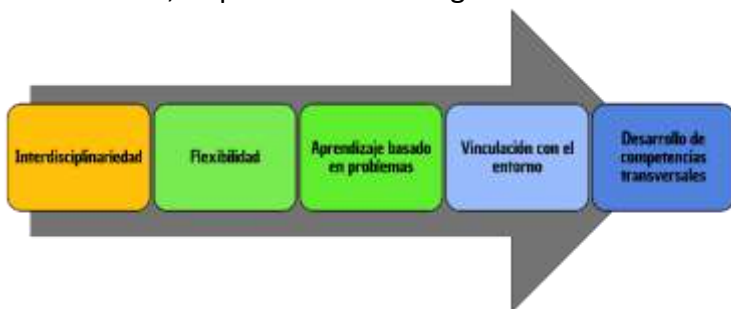 Interdisciplinariedad
Flexibilidad
Aprendizaje basado
en problemas
Vinculación con el
entorno
Desarrollo de
competencias
transversales